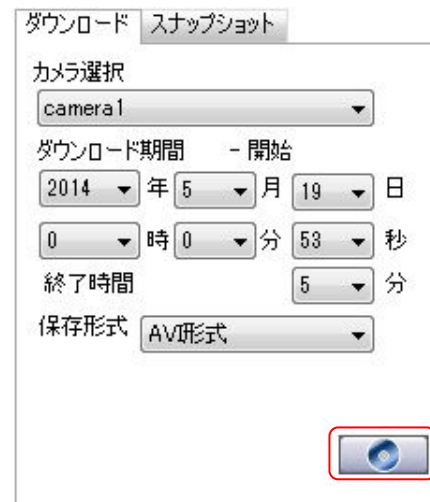 ダウンロード スナップショット
カメラ選択
camera1
ダウンロード期間 - 開始
2014 年 5 月 19 日
0 時 0 分 53 秒
終了時間 5 分
保存形式 AVI形式